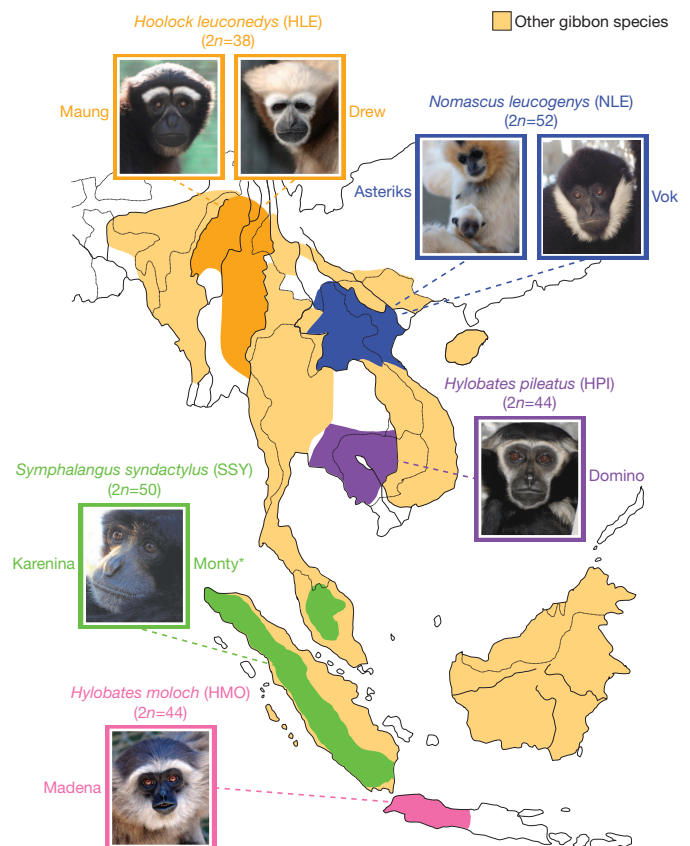 Hoolock leuconedys (HLE)
(2n=38)
Other gibbon species
Maung
Drew
Nomascus leucogenys (NLE)
(2n=52)
Asteriks
Vok
Hylobates pileatus (HPI)
(2n=44)
Domino
Symphalangus syndactylus (SSY)
(2n=50)
Karenina
Monty*
Hylobates moloch (HMO)
(2n=44)
Madena